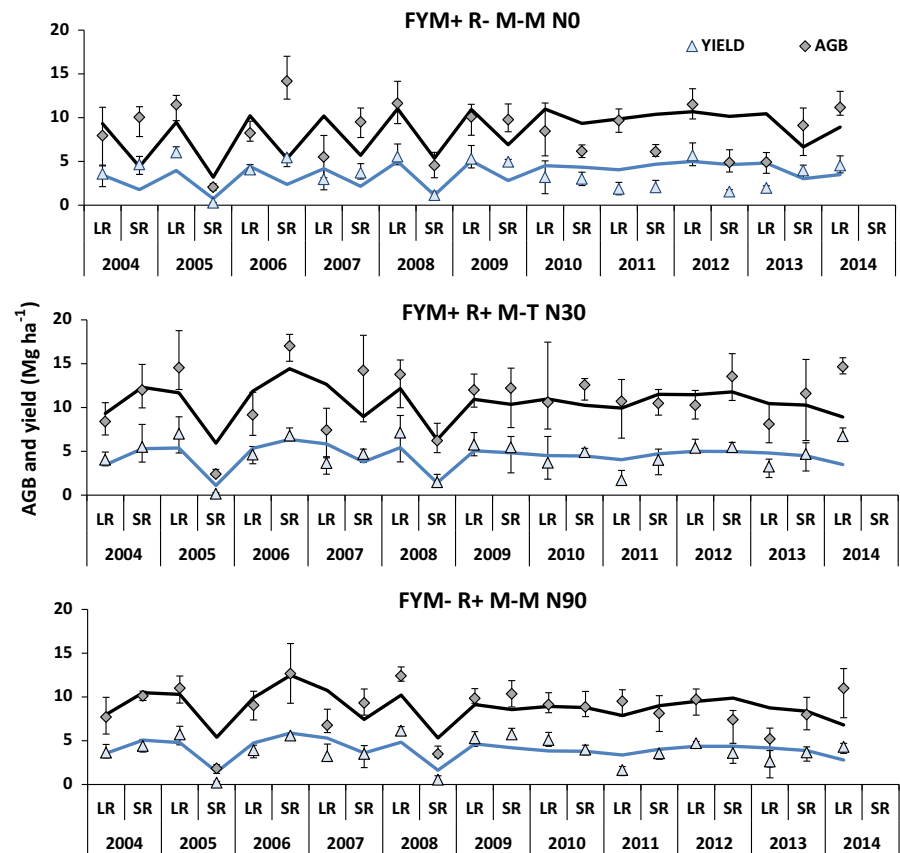 FYM+ R- M-M N0
20
YIELD AGB
15
10
5
0
LR SR LR SR LR SR LR SR LR SR LR SR LR SR LR SR LR SR LR SR LR SR
2004 2005 2006 2007 2008 2009 2010 2011 2012 2013 2014
AGB and yield (Mg ha⁻¹)
FYM+ R+ M-T N30
20
15
10
5
0
LR SR LR SR LR SR LR SR LR SR LR SR LR SR LR SR LR SR LR SR LR SR
2004 2005 2006 2007 2008 2009 2010 2011 2012 2013 2014
FYM- R+ M-M N90
20
15
10
5
0
LR SR LR SR LR SR LR SR LR SR LR SR LR SR LR SR LR SR LR SR LR SR
2004 2005 2006 2007 2008 2009 2010 2011 2012 2013 2014